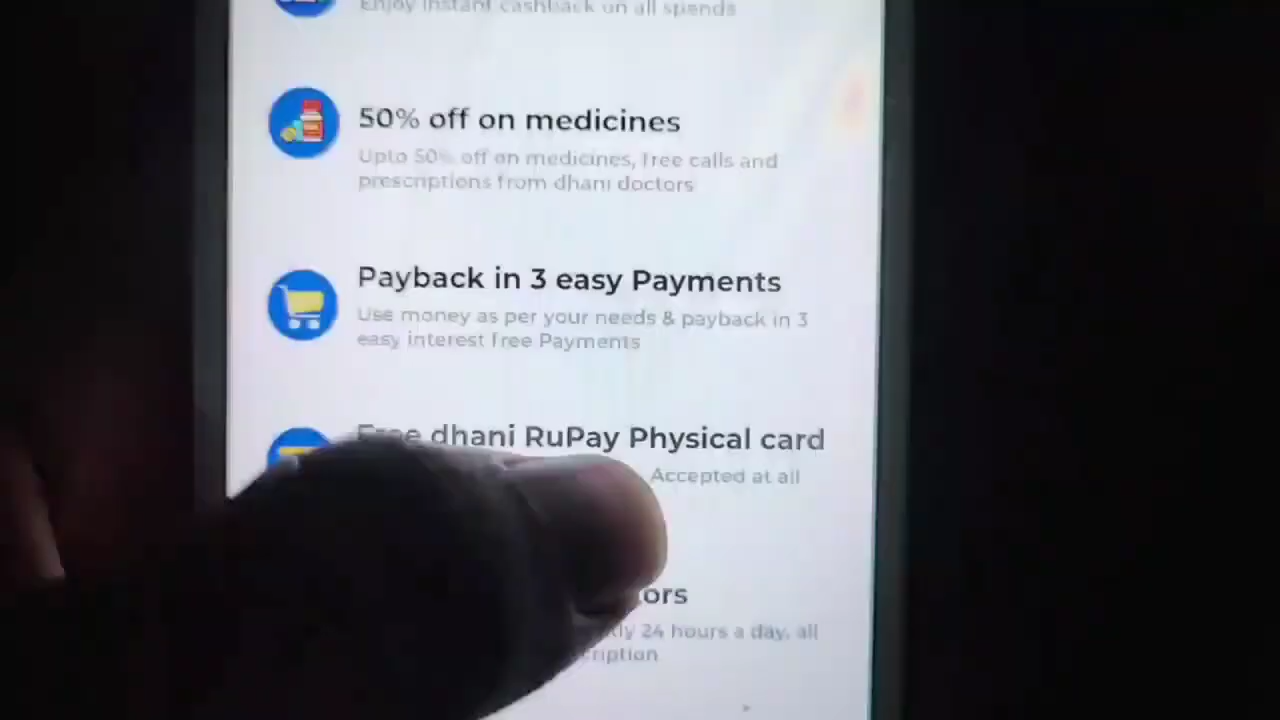 Enjoy instant cashback on all spends
50% off on medicines
Upto 50% off on medicines, free calls and
prescriptions from dhani doctors
Payback in 3 easy Payments
Use money as per your needs & payback in 3
easy interest free Payments
Free dhani RuPay Physical card
Accepted at all
24 hours a day, all